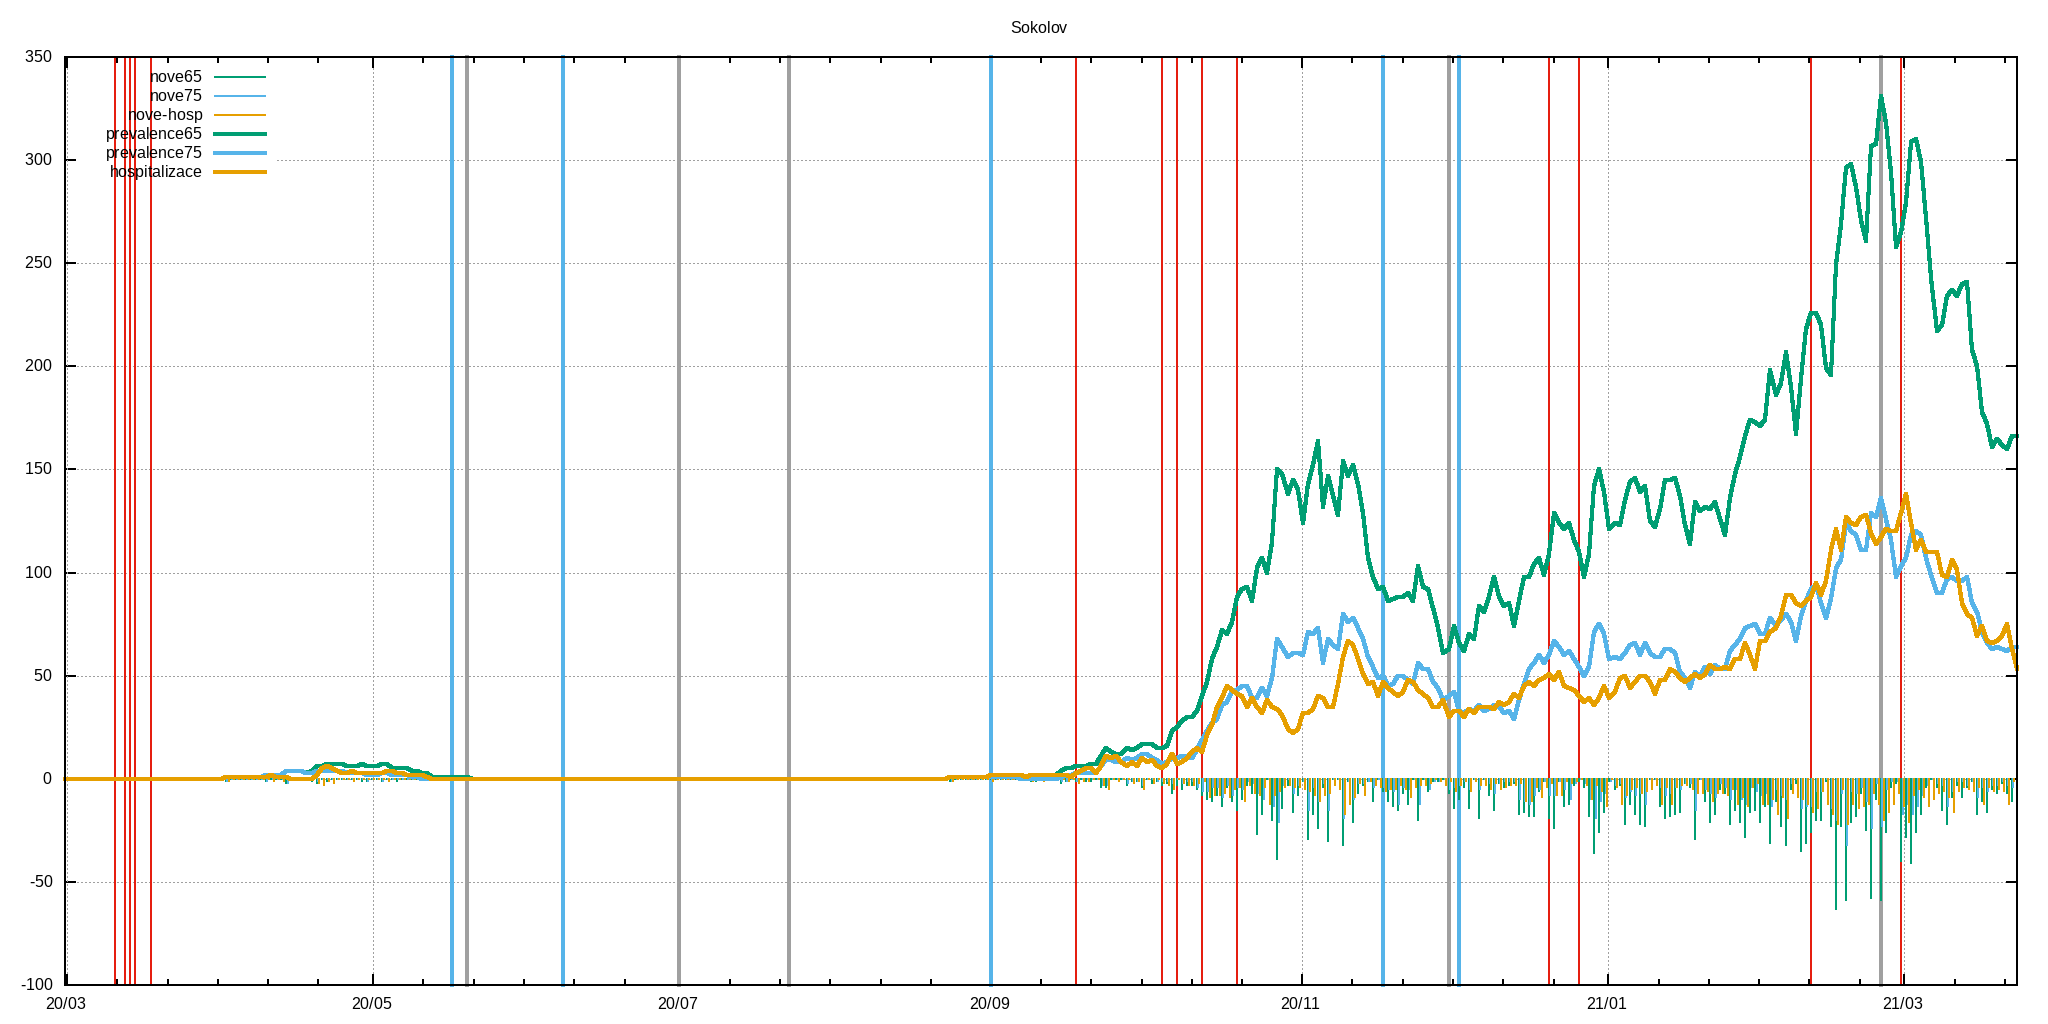 Sokolov
350
300
250
200
150
100
50
0
-50
-100
nove65
nove75
nove-hosp
prevalence65
prevalence75
hospitalizace
20/03 20/05 20/07 20/09 20/11 21/01 21/03